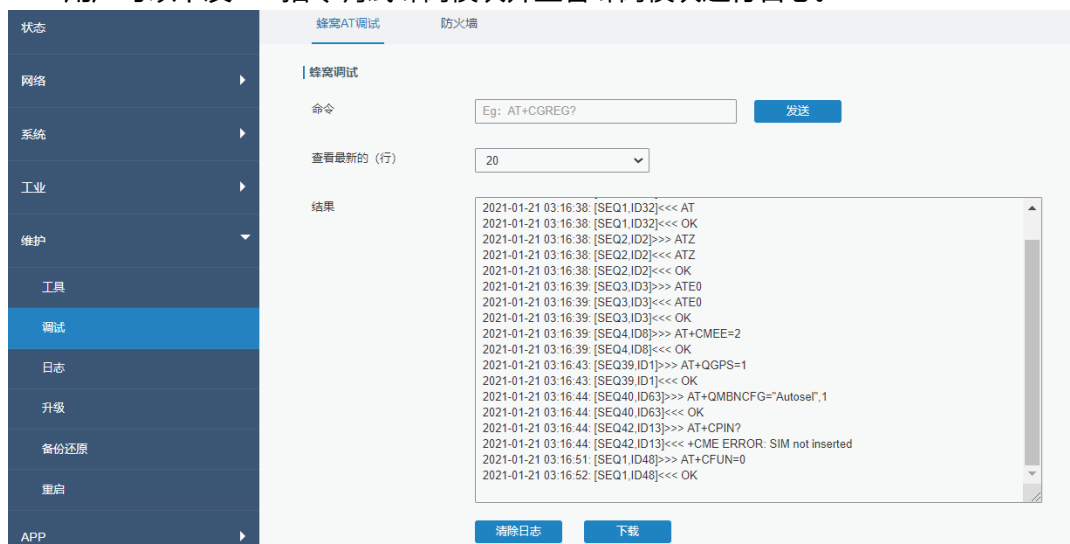 状态
网络
系统
工业
维护
工具
调试
日志
升级
备份还原
重启
APP
蜂窝AT调试 防火墙
蜂窝调试
命令 Eg: AT+CGREG? 发送
查看最新的（行） 20
结果
2021-01-21 03:16:38: [SEQ1,ID32]<<< AT
2021-01-21 03:16:38: [SEQ1,ID32]<<< OK
2021-01-21 03:16:38: [SEQ2,ID2]>>> ATZ
2021-01-21 03:16:38: [SEQ2,ID2]<<< ATZ
2021-01-21 03:16:38: [SEQ2,ID2]<<< OK
2021-01-21 03:16:39: [SEQ3,ID3]>>> ATE0
2021-01-21 03:16:39: [SEQ3,ID3]<<< ATE0
2021-01-21 03:16:39: [SEQ3,ID3]<<< OK
2021-01-21 03:16:39: [SEQ4,ID8]>>> AT+CMEE=2
2021-01-21 03:16:39: [SEQ4,ID8]<<< OK
2021-01-21 03:16:43: [SEQ39,ID1]>>> AT+QGPS=1
2021-01-21 03:16:43: [SEQ39,ID1]<<< OK
2021-01-21 03:16:44: [SEQ40,ID63]>>> AT+QMBNCFG="Autosel",1
2021-01-21 03:16:44: [SEQ40,ID63]<<< OK
2021-01-21 03:16:44: [SEQ42,ID13]>>> AT+CPIN?
2021-01-21 03:16:44: [SEQ42,ID13]<<< +CME ERROR: SIM not inserted
2021-01-21 03:16:51: [SEQ1,ID48]>>> AT+CFUN=0
2021-01-21 03:16:52: [SEQ1,ID48]<<< OK
清除日志 下载